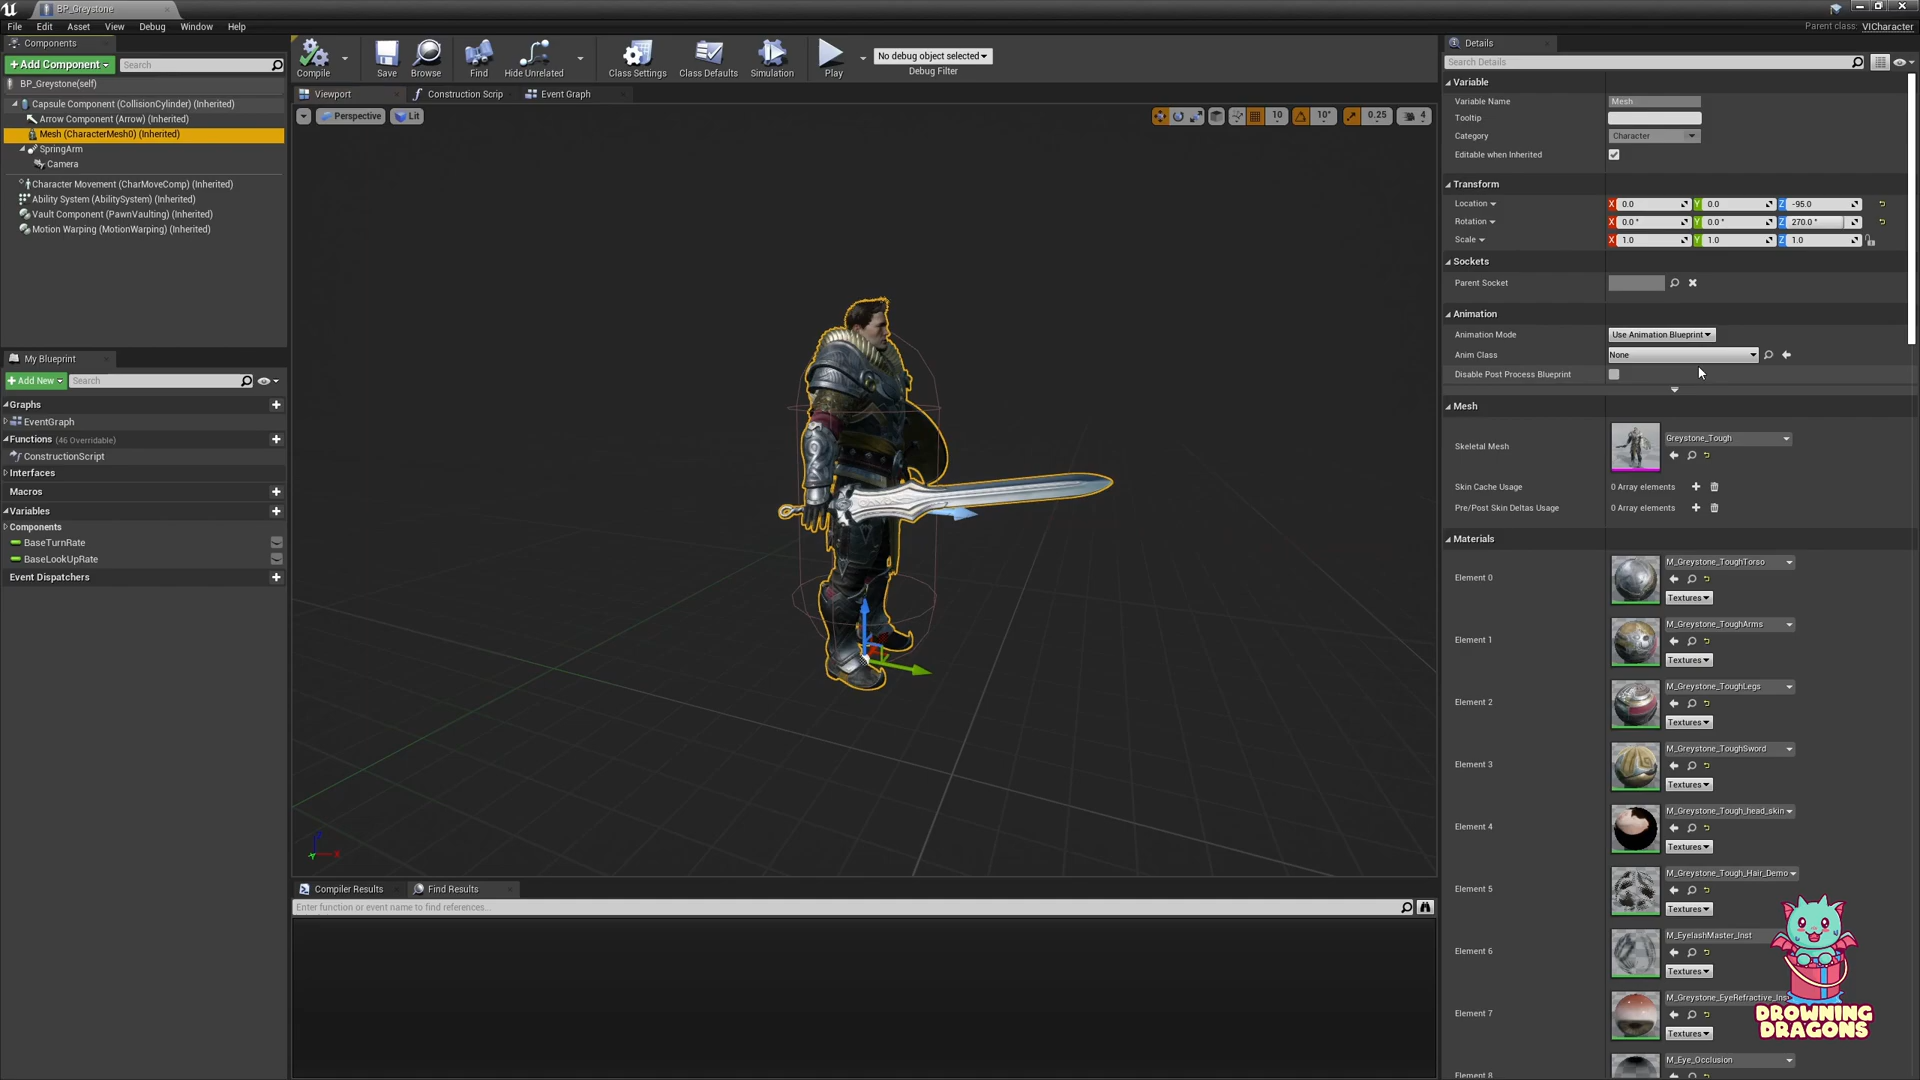 BP_Greystone
File Edit Asset View Debug Window Help
Parent class: VICharacter
Components
Add Component
Search
BP_Greystone(self)
Capsule Component (CollisionCylinder) (Inherited)
Arrow Component (Arrow) (Inherited)
Mesh (CharacterMesh0) (Inherited)
SpringArm
Camera
Character Movement (CharMoveComp) (Inherited)
Ability System (AbilitySystem) (Inherited)
Vault Component (PawnVaulting) (Inherited)
Motion Warping (MotionWarping) (Inherited)
My Blueprint
Add New
Search
Graphs
EventGraph
Functions (46 Overridable)
ConstructionScript
Interfaces
Macros
Variables
Components
BaseTurnRate
BaseLookUpRate
Event Dispatchers
Compile
Save
Browse
Find
Hide Unrelated
Class Settings
Class Defaults
Simulation
Play
No debug object selected
Debug Filter
Viewport
Construction Scrip
Event Graph
Perspective
Lit
10
10°
0.25
4
Compiler Results
Find Results
Enter function or event name to find references...
Details
Search Details
Variable
Variable Name Mesh
Tooltip
Category Character
Editable when Inherited
Transform
Location X 0.0 Y 0.0 Z -95.0
Rotation X 0.0 ° Y 0.0 ° Z 270.0 °
Scale X 1.0 Y 1.0 Z 1.0
Sockets
Parent Socket
Animation
Animation Mode Use Animation Blueprint
Anim Class None
Disable Post Process Blueprint
Mesh
Skeletal Mesh Greystone_Tough
Skin Cache Usage 0 Array elements
Pre/Post Skin Deltas Usage 0 Array elements
Materials
Element 0 M_Greystone_ToughTorso
Textures
Element 1 M_Greystone_ToughArms
Textures
Element 2 M_Greystone_ToughLegs
Textures
Element 3 M_Greystone_ToughSword
Textures
Element 4 M_Greystone_Tough_head_skin
Textures
Element 5 M_Greystone_Tough_Hair_Demo
Textures
Element 6 M_EyelashMaster_Inst
Textures
Element 7 M_Greystone_EyeRefractive_Ins
Textures
Element 8 M_Eye_Occlusion
DROWNING
DRAGONS